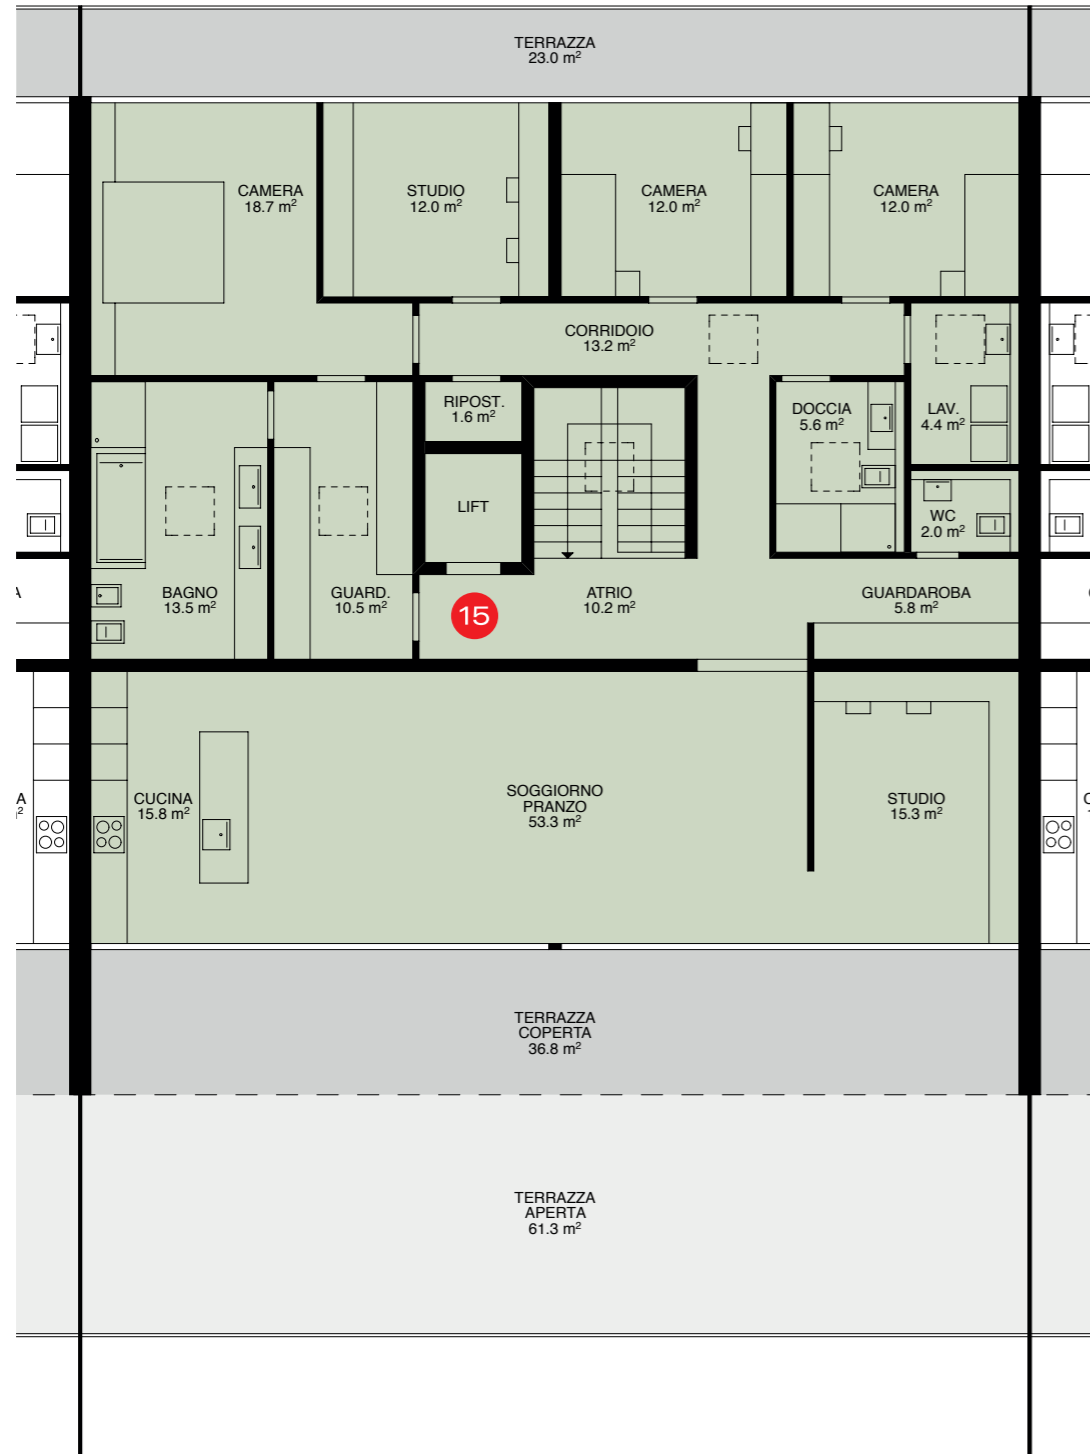 TERRAZZA
23.0 m²
CAMERA
18.7 m²
STUDIO
12.0 m²
CAMERA
12.0 m²
CAMERA
12.0 m²
CORRIDOIO
13.2 m²
RIPOST.
1.6 m²
DOCCIA
5.6 m²
LAV.
4.4 m²
LIFT
WC
2.0 m²
BAGNO
13.5 m²
GUARD.
10.5 m²
15
ATRIO
10.2 m²
GUARDAROBA
5.8 m²
CUCINA
15.8 m²
SOGGIORNO
PRANZO
53.3 m²
STUDIO
15.3 m²
TERRAZZA
COPERTA
36.8 m²
TERRAZZA
APERTA
61.3 m²